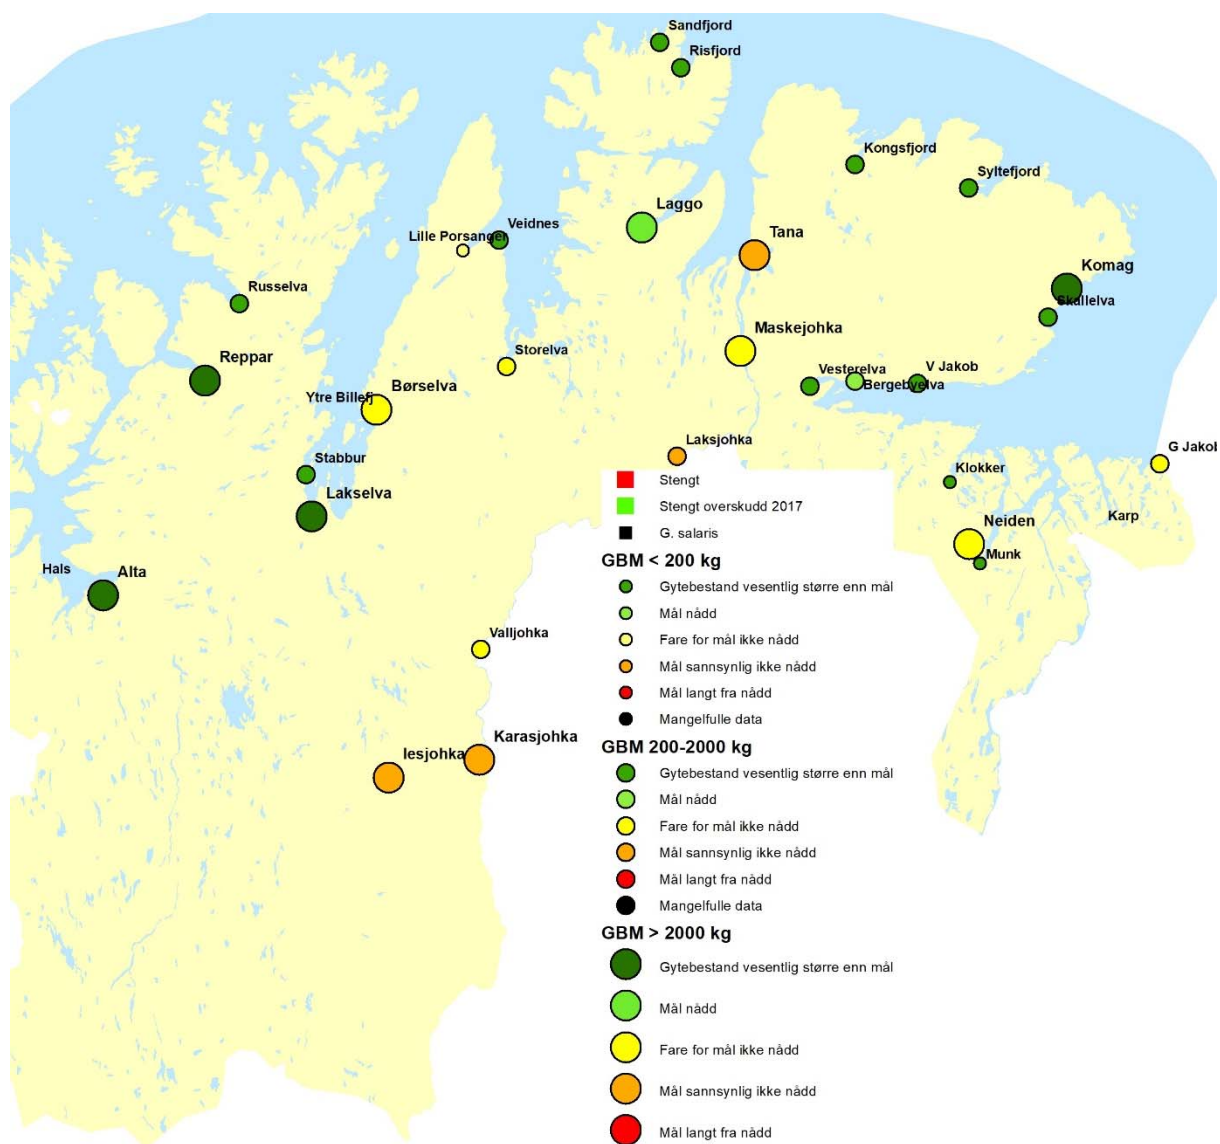 Sandfjord
Risfjord
Kongsfjord
Syltefjord
Laggo
Veidnes
Lille Porsanger
Tana
Komag
Skallelva
Russelva
Maskejohka
Storelva
Reppar
Vesterelva
V Jakob
Bergebyelva
Børselva
Ytre Billefj
Laksjohka
G Jakob
Stabbur
Klokker
Lakselva
Karp
Neiden
Munk
Hals
Alta
Valljohka
Karasjohka
Iesjohka
Stengt
Stengt overskudd 2017
G. salaris
GBM < 200 kg
Gytebestand vesentlig større enn mål
Mål nådd
Fare for mål ikke nådd
Mål sannsynlig ikke nådd
Mål langt fra nådd
Mangelfulle data
GBM 200-2000 kg
Gytebestand vesentlig større enn mål
Mål nådd
Fare for mål ikke nådd
Mål sannsynlig ikke nådd
Mål langt fra nådd
Mangelfulle data
GBM > 2000 kg
Gytebestand vesentlig større enn mål
Mål nådd
Fare for mål ikke nådd
Mål sannsynlig ikke nådd
Mål langt fra nådd